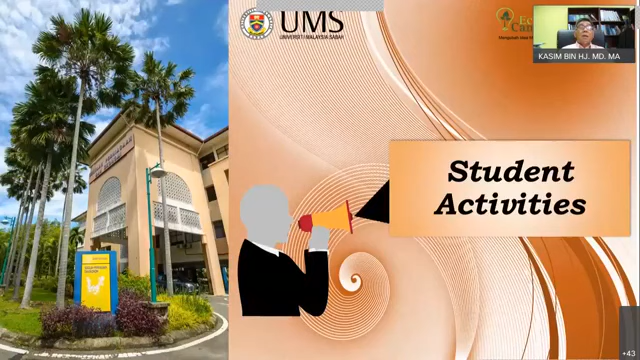 UMS
UNIVERSITI MALAYSIA SABAH
KASIM BIN HJ. MD. MA
Student
Activities
+43